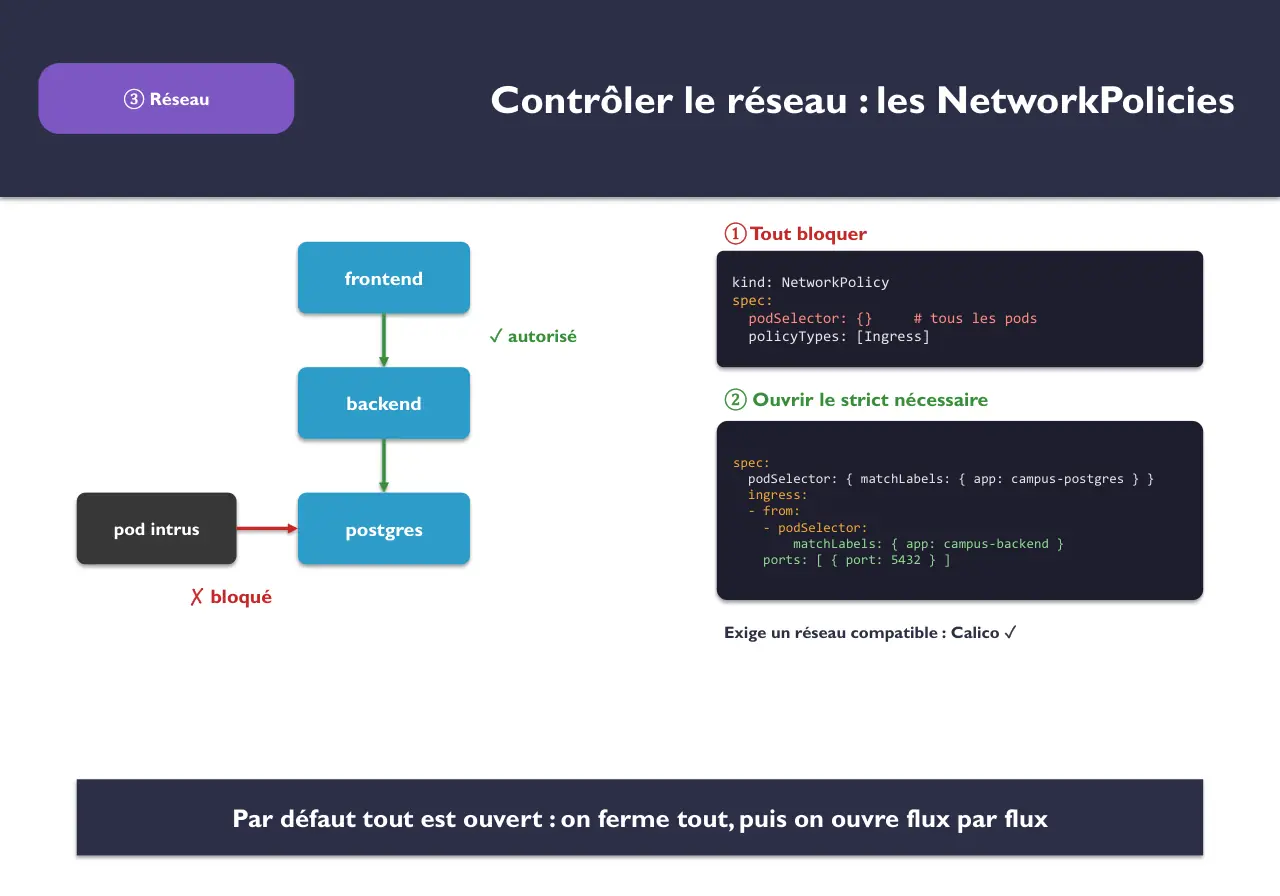 ③ Réseau
Contrôler le réseau : les NetworkPolicies
frontend
✓ autorisé
backend
pod intrus
postgres
✗ bloqué
① Tout bloquer
kind: NetworkPolicy
spec:
  podSelector: {}     # tous les pods
  policyTypes: [Ingress]
② Ouvrir le strict nécessaire
spec:
  podSelector: { matchLabels: { app: campus-postgres } }
  ingress:
  - from:
    - podSelector:
        matchLabels: { app: campus-backend }
    ports: [ { port: 5432 } ]
Exige un réseau compatible : Calico ✓
Par défaut tout est ouvert : on ferme tout, puis on ouvre flux par flux